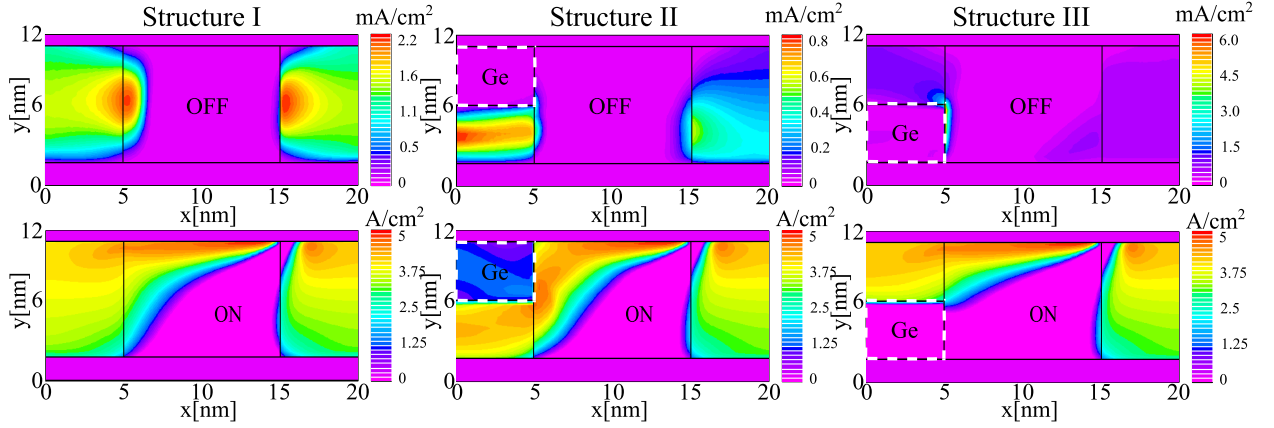 Structure I
mA/cm²
12
6
0
y[nm]
OFF
0
5
10
15
20
x[nm]
2.2
1.6
1.1
0.5
0
Structure II
mA/cm²
12
6
0
y[nm]
Ge
OFF
0
5
10
15
20
x[nm]
0.8
0.6
0.4
0.2
0
Structure III
mA/cm²
12
6
0
y[nm]
Ge
OFF
0
5
10
15
20
x[nm]
6.0
4.5
3.0
1.5
0
A/cm²
12
6
0
y[nm]
ON
0
5
10
15
20
x[nm]
5
3.75
2.5
1.25
0
A/cm²
12
6
0
y[nm]
Ge
ON
0
5
10
15
20
x[nm]
5
3.75
2.5
1.25
0
A/cm²
12
6
0
y[nm]
Ge
ON
0
5
10
15
20
x[nm]
5
3.75
2.5
1.25
0